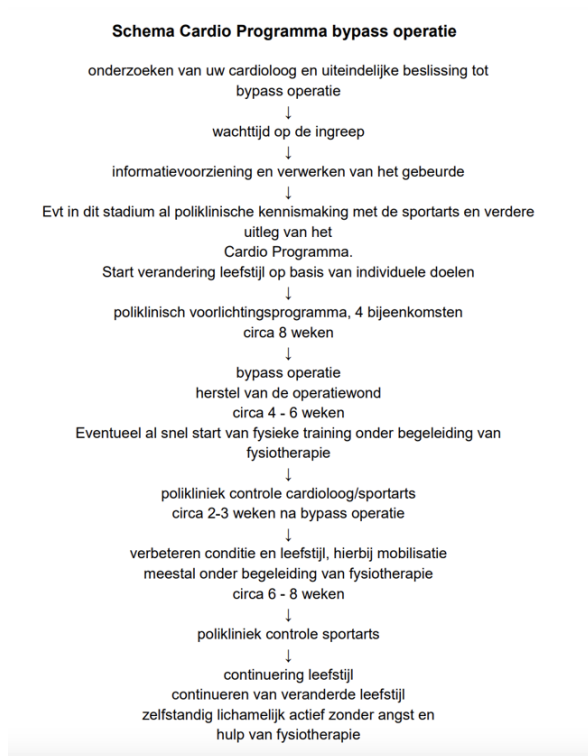 Schema Cardio Programma bypass operatie
onderzoeken van uw cardioloog en uiteindelijke beslissing tot
bypass operatie
↓
wachttijd op de ingreep
↓
informatievoorziening en verwerken van het gebeurde
↓
Evt in dit stadium al poliklinische kennismaking met de sportarts en verdere
uitleg van het
Cardio Programma.
Start verandering leefstijl op basis van individuele doelen
↓
poliklinisch voorlichtingsprogramma, 4 bijeenkomsten
circa 8 weken
↓
bypass operatie
herstel van de operatiewond
circa 4 - 6 weken
Eventueel al snel start van fysieke training onder begeleiding van
fysiotherapie
↓
polikliniek controle cardioloog/sportarts
circa 2-3 weken na bypass operatie
↓
verbeteren conditie en leefstijl, hierbij mobilisatie
meestal onder begeleiding van fysiotherapie
circa 6 - 8 weken
↓
polikliniek controle sportarts
↓
continuering leefstijl
continueren van veranderde leefstijl
zelfstandig lichamelijk actief zonder angst en
hulp van fysiotherapie